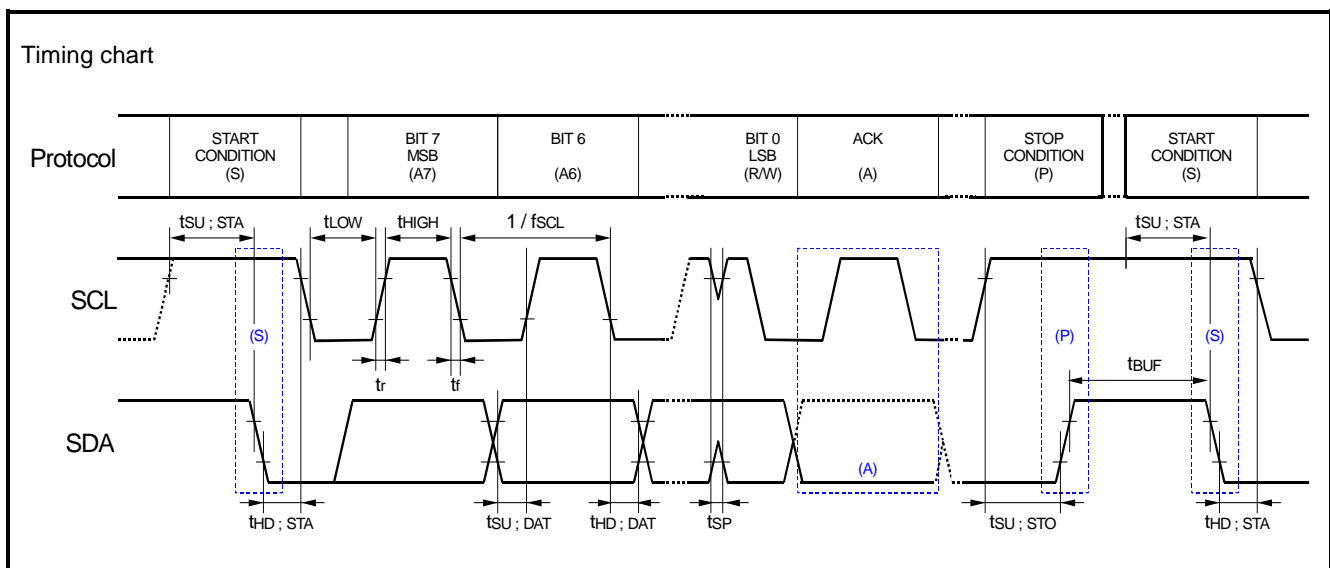 Timing chart
Protocol
START
CONDITION
(S)
BIT 7
MSB
(A7)
BIT 6
(A6)
BIT 0
LSB
(R/W)
ACK
(A)
STOP
CONDITION
(P)
START
CONDITION
(S)
tSU ; STA
tLOW
tHIGH
1 / fSCL
tSU ; STA
SCL
(S)
(P)
(S)
tr
tf
tBUF
SDA
(A)
tHD ; STA
tSU ; DAT
tHD ; DAT
tSP
tSU ; STO
tHD ; STA